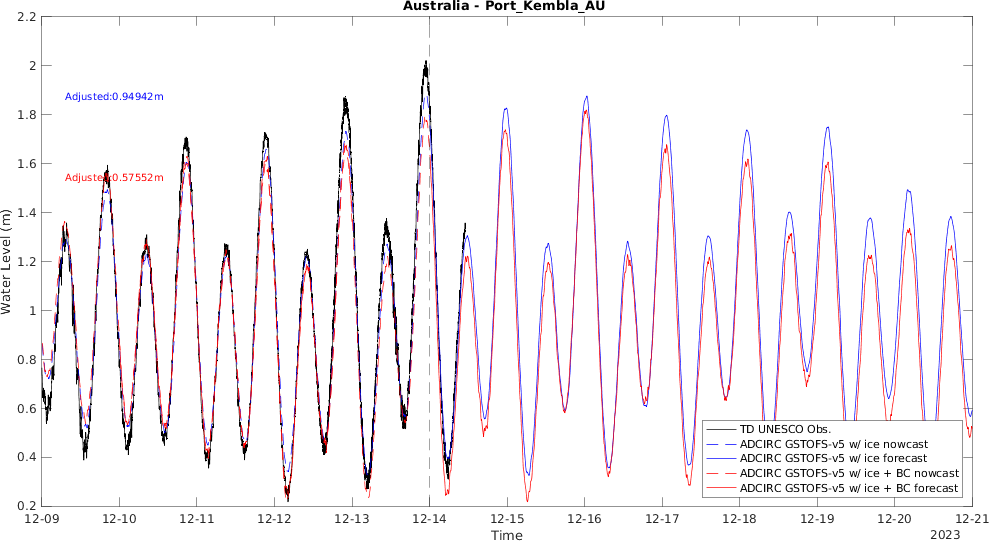 Australia - Port_Kembla_AU
2.2
2
1.8
1.6
1.4
1.2
1
0.8
0.6
0.4
0.2
Water Level (m)
Adjusted:0.94942m
Adjusted:0.57552m
TD UNESCO Obs.
ADCIRC GSTOFS-v5 w/ ice nowcast
ADCIRC GSTOFS-v5 w/ ice forecast
ADCIRC GSTOFS-v5 w/ ice + BC nowcast
ADCIRC GSTOFS-v5 w/ ice + BC forecast
12-09 12-10 12-11 12-12 12-13 12-14 12-15 12-16 12-17 12-18 12-19 12-20 12-21
Time
2023